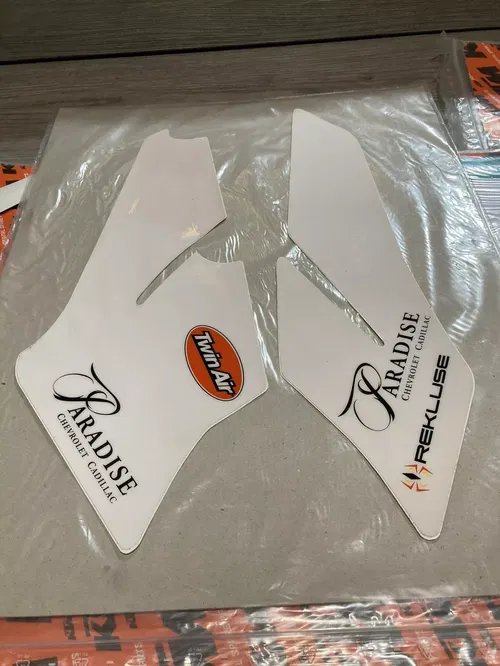 Twin Air
PARADISE
CHEVROLET CADILLAC
PARADISE
CHEVROLET CADILLAC
REKLUSE